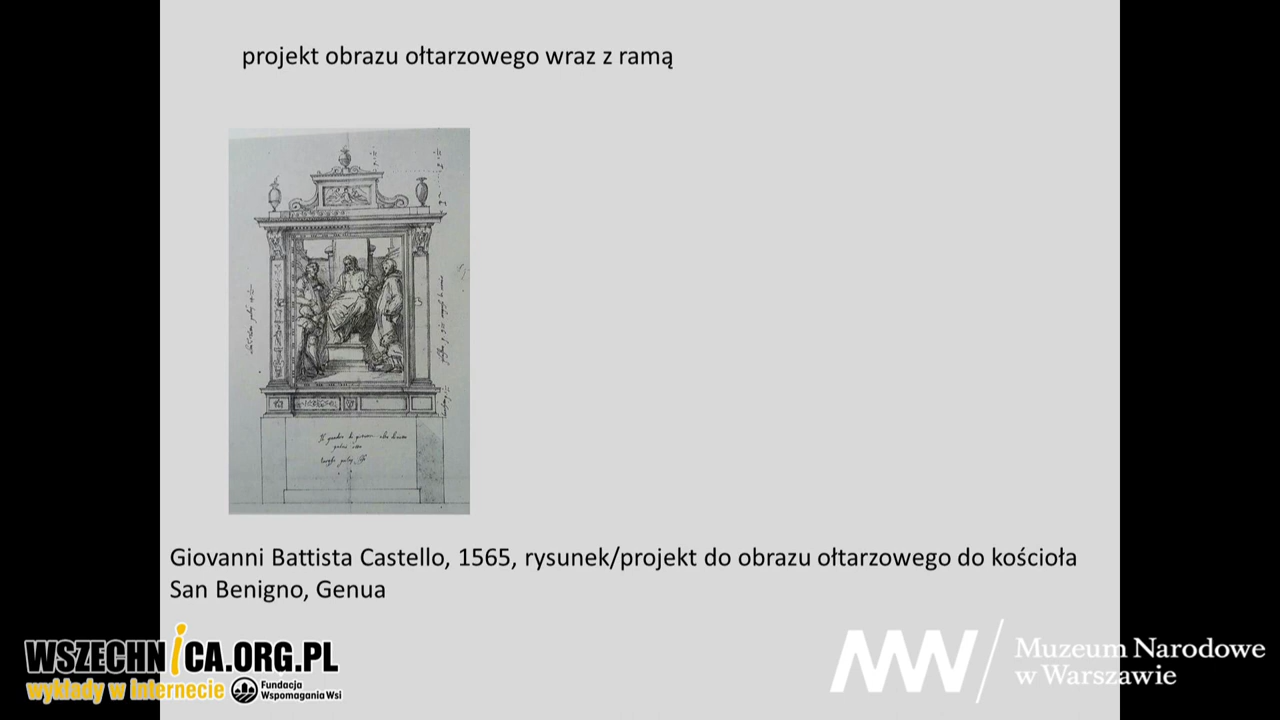 projekt obrazu ołtarzowego wraz z ramą
Giovanni Battista Castello, 1565, rysunek/projekt do obrazu ołtarzowego do kościoła
San Benigno, Genua
WSZECHNICA.ORG.PL
wykłady w Internecie
Fundacja
Wspomagania Wsi
Muzeum Narodowe
w Warszawie